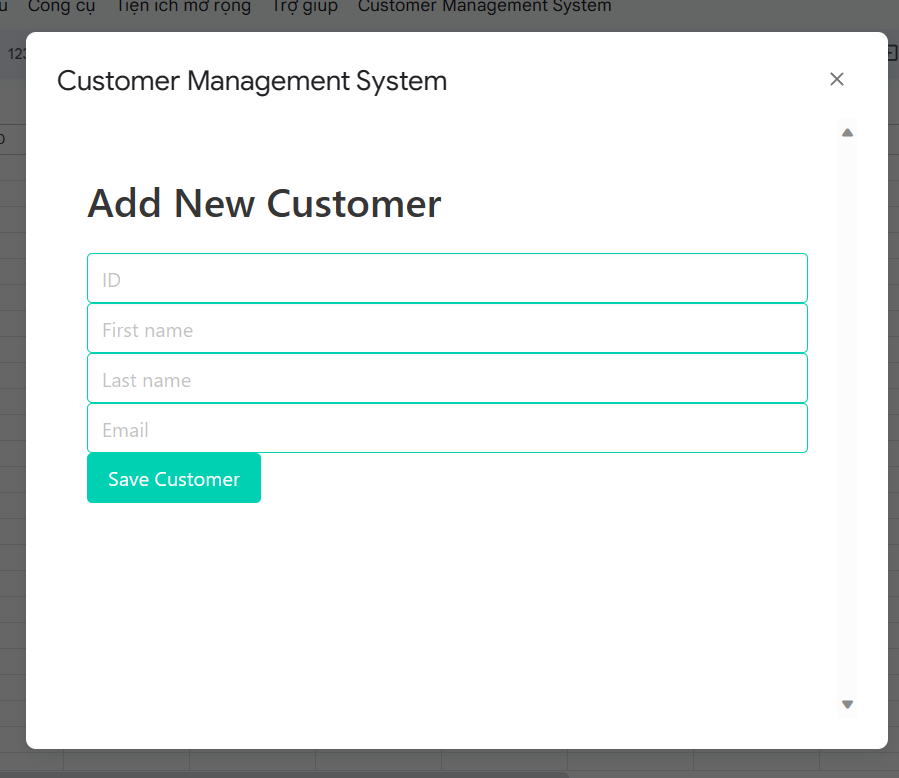 Công cụ Tiện ích mở rộng Trợ giúp Customer Management System
123
Customer Management System
Add New Customer
ID
First name
Last name
Email
Save Customer